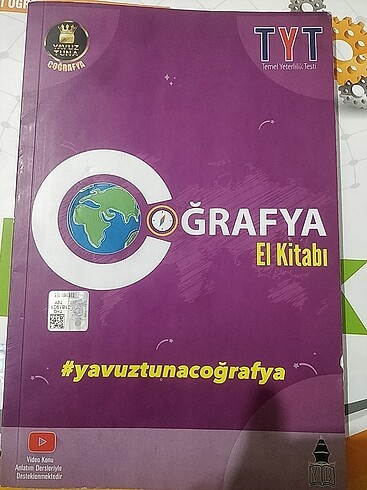 YAVUZ
TUNA
COĞRAFYA
TYT
Temel Yeterlilik Testi
COĞRAFYA
El Kitabı
#yavuztunacoğrafya
Video Konu
Anlatım Dersleriyle
Desteklenmektedir